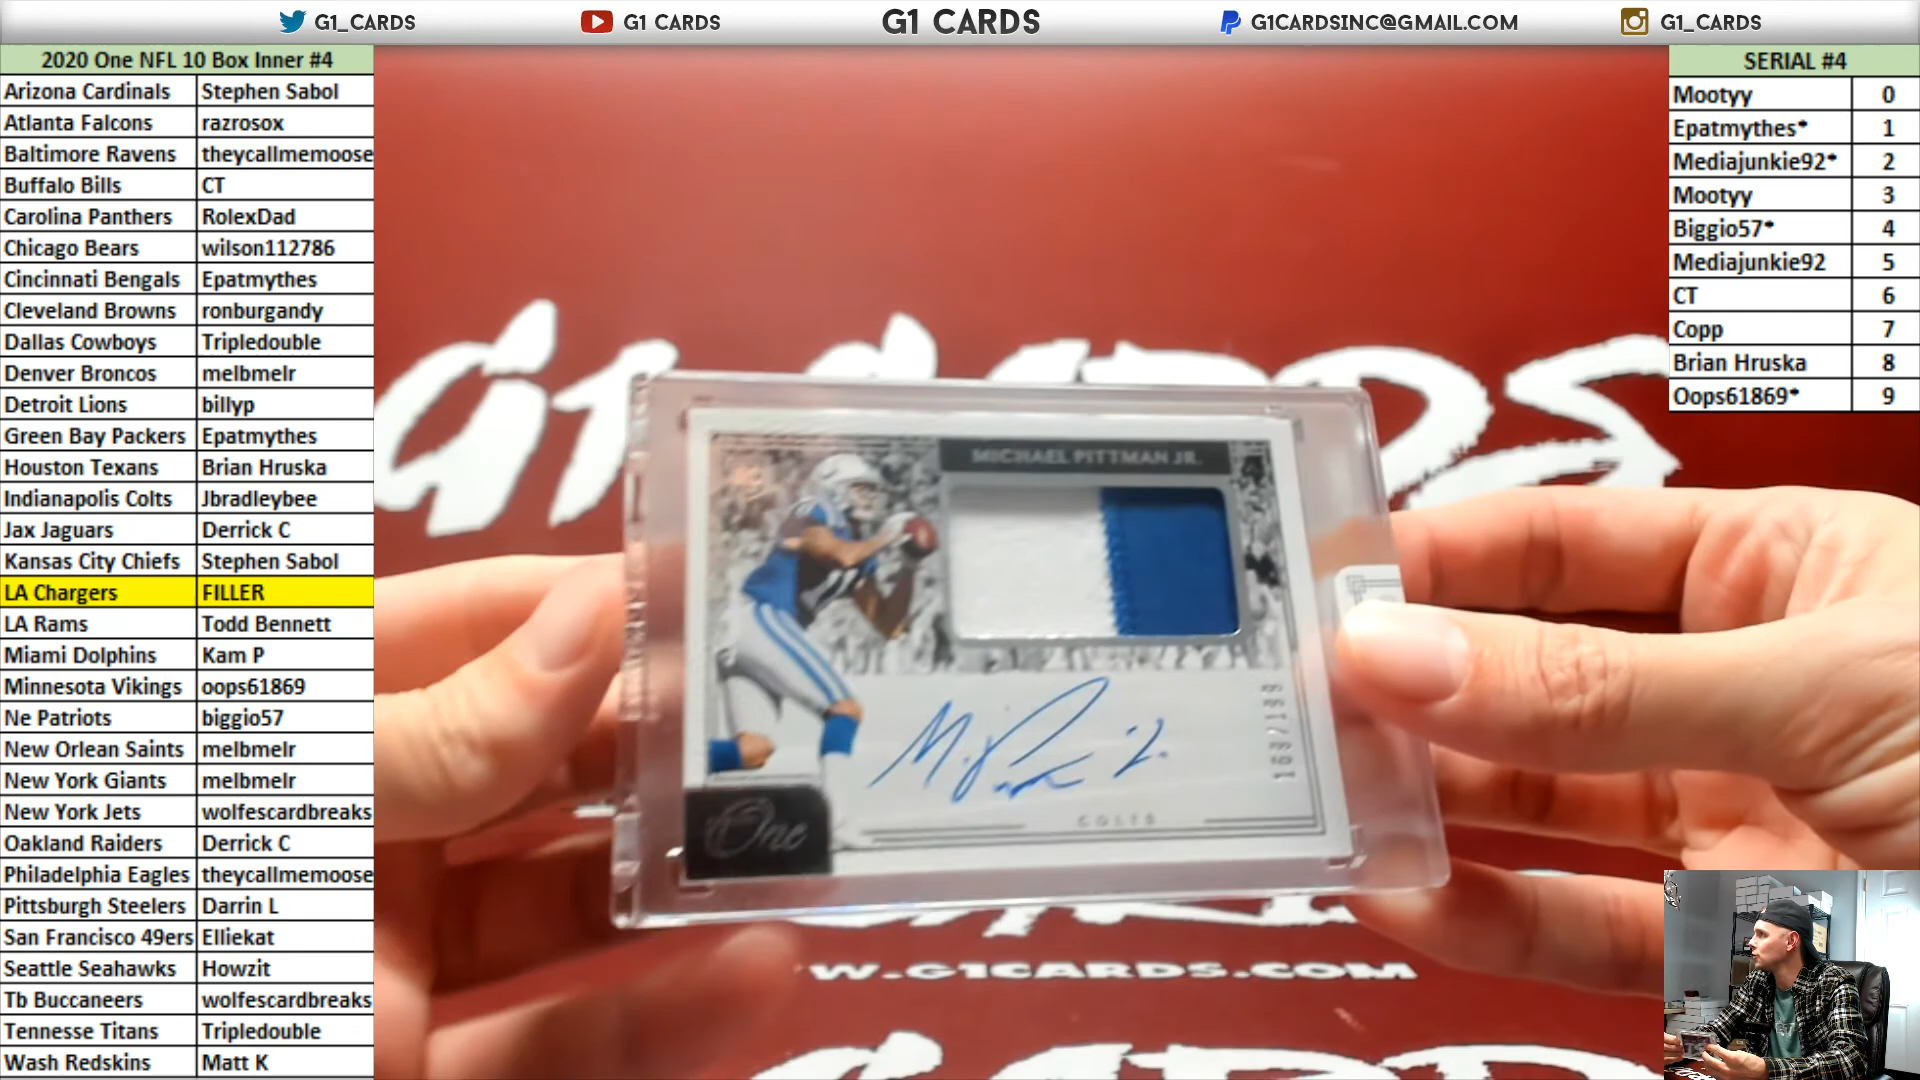 G1_CARDS
G1 CARDS
G1 CARDS
G1CARDSINC@GMAIL.COM
G1_CARDS
2020 One NFL 10 Box Inner #4
Arizona Cardinals Stephen Sabol
Atlanta Falcons razrosox
Baltimore Ravens theycallmemoose
Buffalo Bills CT
Carolina Panthers RolexDad
Chicago Bears wilson112786
Cincinnati Bengals Epatmythes
Cleveland Browns ronburgandy
Dallas Cowboys Tripledouble
Denver Broncos melbmelr
Detroit Lions billyp
Green Bay Packers Epatmythes
Houston Texans Brian Hruska
Indianapolis Colts Jbradleybee
Jax Jaguars Derrick C
Kansas City Chiefs Stephen Sabol
LA Chargers FILLER
LA Rams Todd Bennett
Miami Dolphins Kam P
Minnesota Vikings oops61869
Ne Patriots biggio57
New Orlean Saints melbmelr
New York Giants melbmelr
New York Jets wolfescardbreaks
Oakland Raiders Derrick C
Philadelphia Eagles theycallmemoose
Pittsburgh Steelers Darrin L
San Francisco 49ers Elliekat
Seattle Seahawks Howzit
Tb Buccaneers wolfescardbreaks
Tennesse Titans Tripledouble
Wash Redskins Matt K
SERIAL #4
Mootyy 0
Epatmythes* 1
Mediajunkie92* 2
Mootyy 3
Biggio57* 4
Mediajunkie92 5
CT 6
Copp 7
Brian Hruska 8
Oops61869* 9
G1 CARDS
MICHAEL PITTMAN JR.
One
COLTS
W.G1CARDS.COM